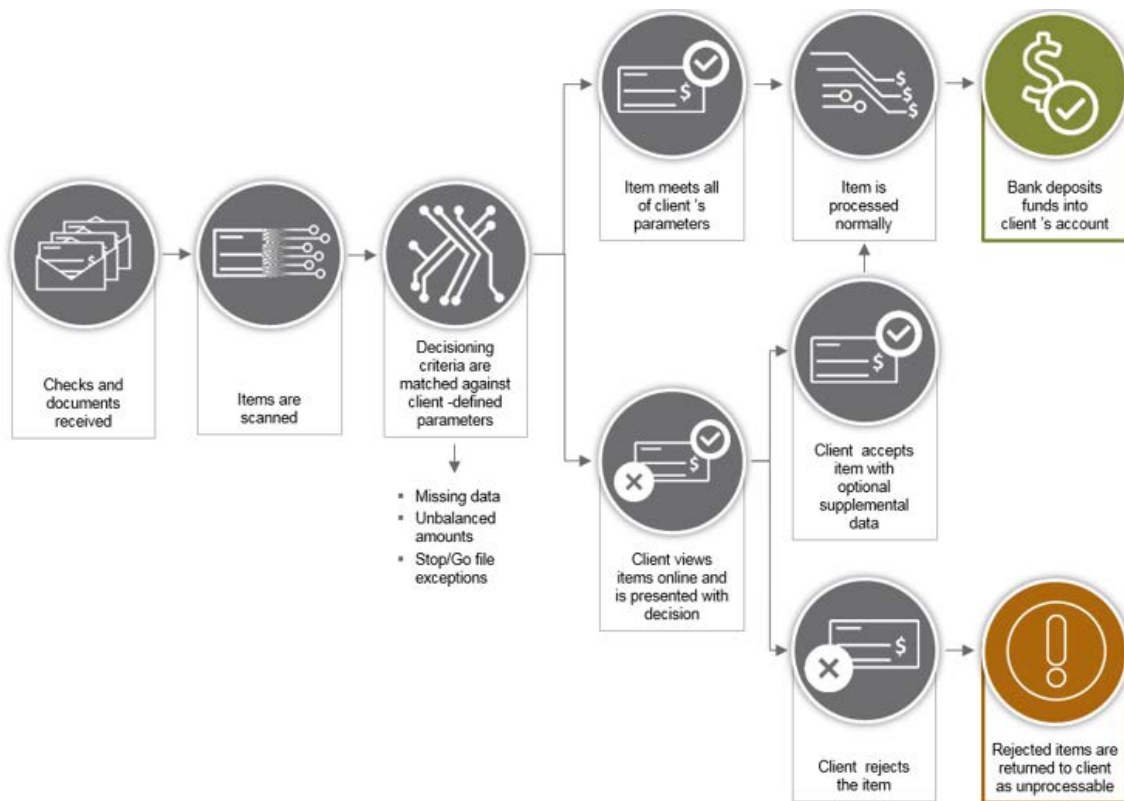 Checks and
documents
received
Items are
scanned
Decisioning
criteria are
matched against
client -defined
parameters
▪ Missing data
▪ Unbalanced
amounts
▪ Stop/Go file
exceptions
$
Item meets all
of client 's
parameters
$
$
$
Item is
processed
normally
$
Bank deposits
funds into
client 's account
$
Client views
items online and
is presented with
decision
$
Client accepts
item with
optional
supplemental
data
$
Client rejects
the item
!
Rejected items are
returned to client
as unprocessable